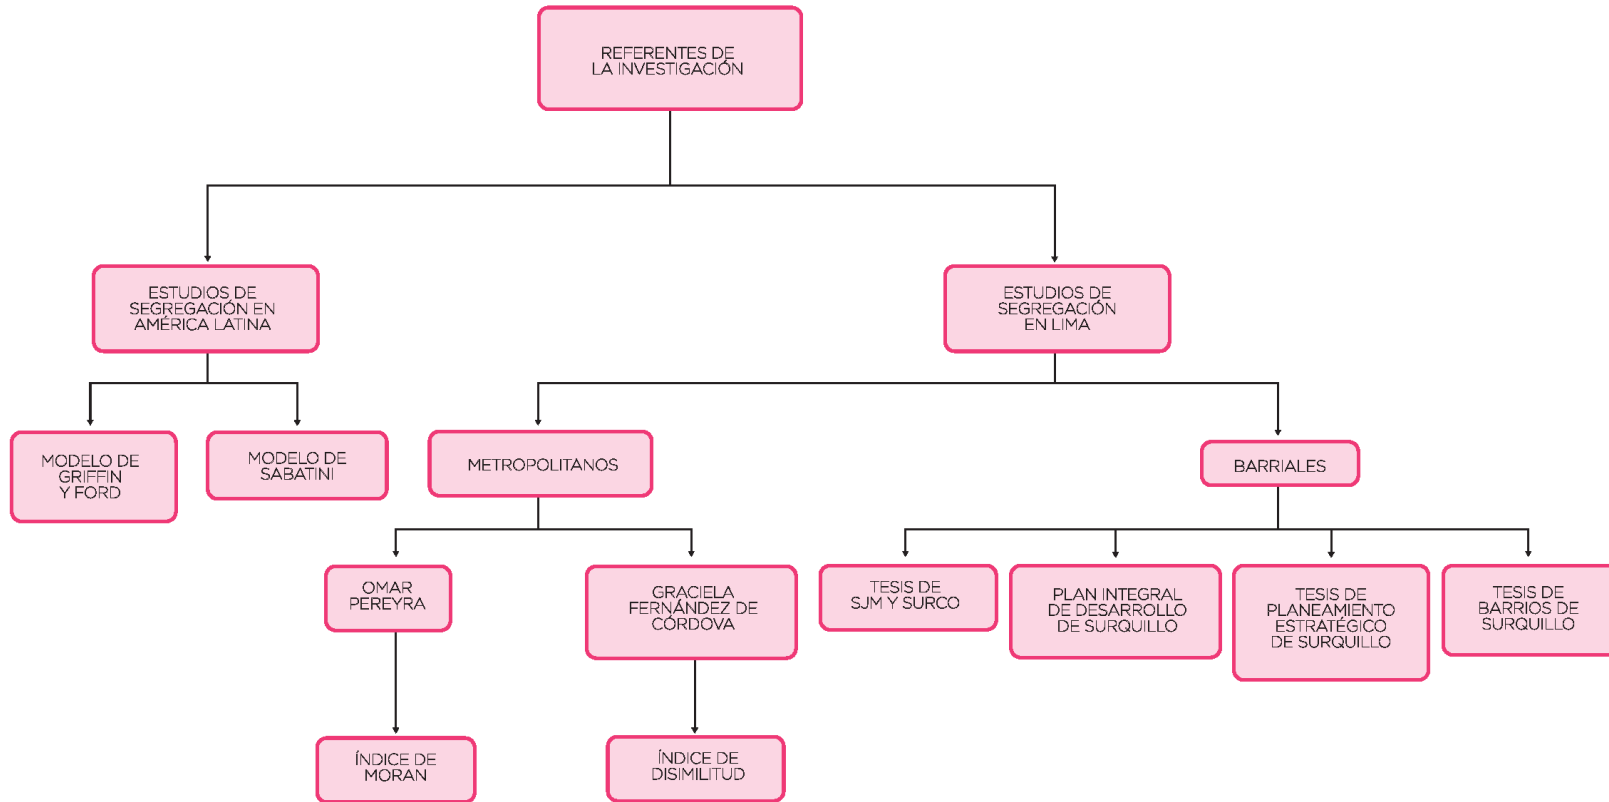 REFERENTES DE
LA INVESTIGACIÓN
ESTUDIOS DE
SEGREGACIÓN EN
AMÉRICA LATINA
ESTUDIOS DE
SEGREGACIÓN
EN LIMA
MODELO DE
GRIFFIN
Y FORD
MODELO DE
SABATINI
METROPOLITANOS
BARRIALES
OMAR
PEREYRA
GRACIELA
FERNÁNDEZ DE
CÓRDOVA
TESIS DE
SJM Y SURCO
PLAN INTEGRAL
DE DESARROLLO
DE SURQUILLO
TESIS DE
PLANEAMIENTO
ESTRATÉGICO
DE SURQUILLO
TESIS DE
BARRIOS DE
SURQUILLO
ÍNDICE DE
MORAN
ÍNDICE DE
DISIMILITUD